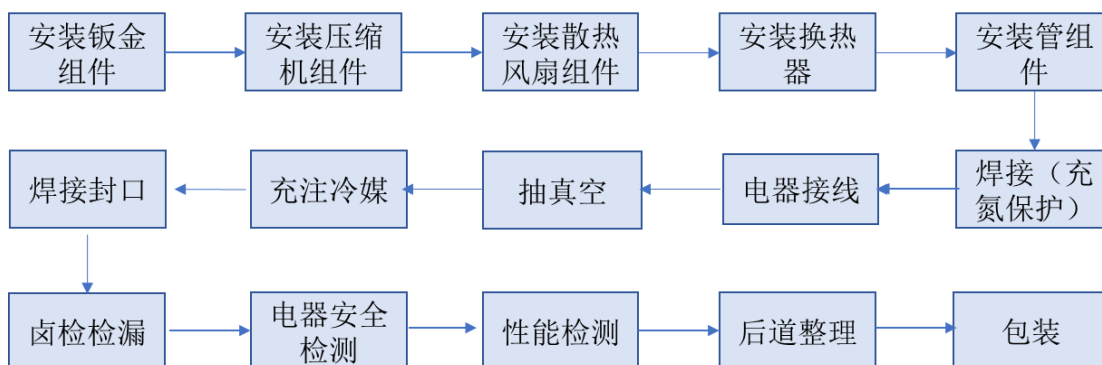 安装钣金
组件
安装压缩
机组件
安装散热
风扇组件
安装换热
器
安装管组
件
焊接封口
充注冷媒
抽真空
电器接线
焊接（充
氮保护）
卤检检漏
电器安全
检测
性能检测
后道整理
包装